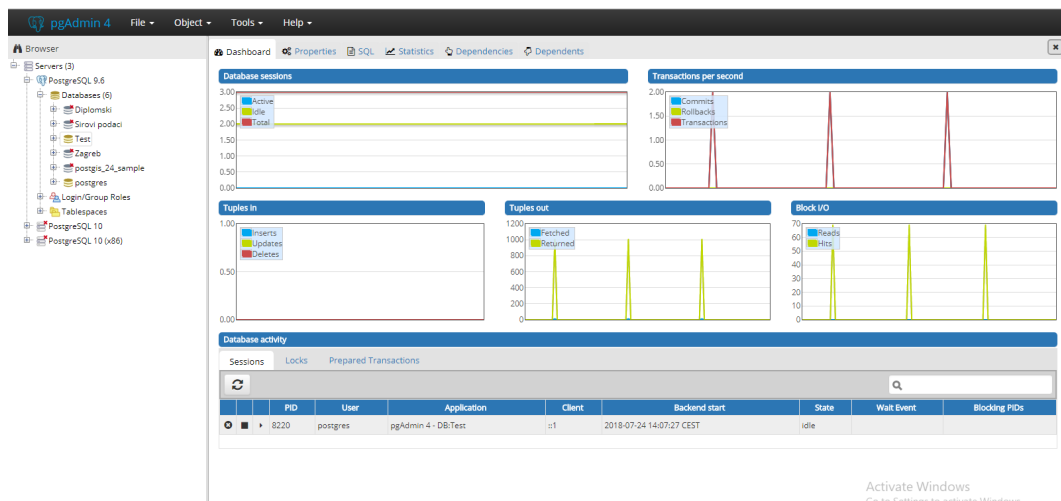 pgAdmin 4 File Object Tools Help
Browser
Servers (3)
PostgreSQL 9.6
Databases (6)
Diplomski
Sirovi podaci
Test
Zagreb
postgis_24_sample
postgres
Login/Group Roles
Tablespaces
PostgreSQL 10
PostgreSQL 10 (x86)
Dashboard Properties SQL Statistics Dependencies Dependents
Database sessions
3.00
2.50
2.00
1.50
1.00
0.50
0.00
Active
Idle
Total
Transactions per second
2.00
1.50
1.00
0.50
0.00
Commits
Rollbacks
Transactions
Tuples in
1.00
0.50
0.00
Inserts
Updates
Deletes
Tuples out
1200
1000
800
600
400
200
0
Fetched
Returned
Block I/O
70
60
50
40
30
20
10
0
Reads
Hits
Database activity
Sessions Locks Prepared Transactions
PID User Application Client Backend start State Wait Event Blocking PIDs
8220 postgres pgAdmin 4 - DB:Test ::1 2018-07-24 14:07:27 CEST idle
Activate Windows
Go to Settings to activate Windows